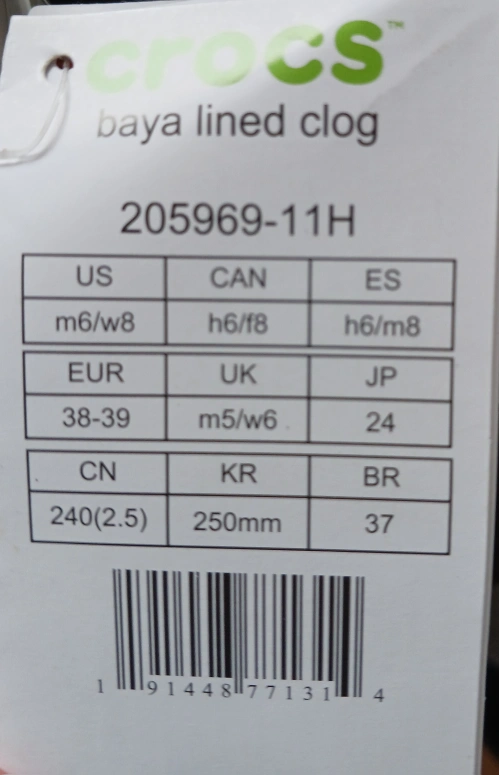 crocs™
baya lined clog
205969-11H
US CAN ES
m6/w8 h6/f8 h6/m8
EUR UK JP
38-39 m5/w6 24
CN KR BR
240(2.5) 250mm 37
1 91448 77131 4